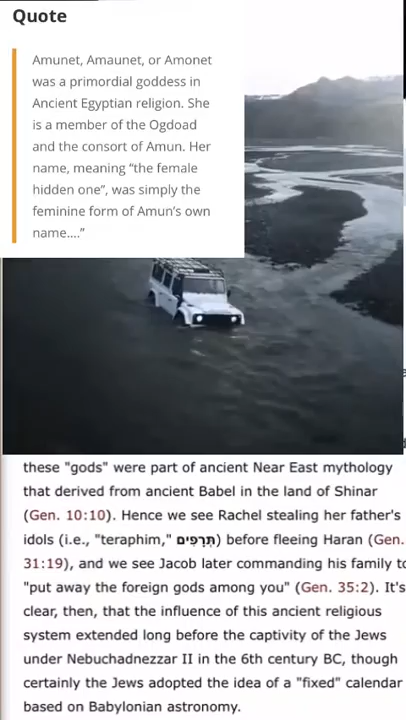 Quote
Amunet, Amaunet, or Amonet
was a primordial goddess in
Ancient Egyptian religion. She
is a member of the Ogdoad
and the consort of Amun. Her
name, meaning “the female
hidden one”, was simply the
feminine form of Amun’s own
name....”
these "gods" were part of ancient Near East mythology
that derived from ancient Babel in the land of Shinar
(Gen. 10:10). Hence we see Rachel stealing her father's
idols (i.e., "teraphim," תְּרָפִים) before fleeing Haran (Gen.
31:19), and we see Jacob later commanding his family to
"put away the foreign gods among you" (Gen. 35:2). It's
clear, then, that the influence of this ancient religious
system extended long before the captivity of the Jews
under Nebuchadnezzar II in the 6th century BC, though
certainly the Jews adopted the idea of a "fixed" calendar
based on Babylonian astronomy.